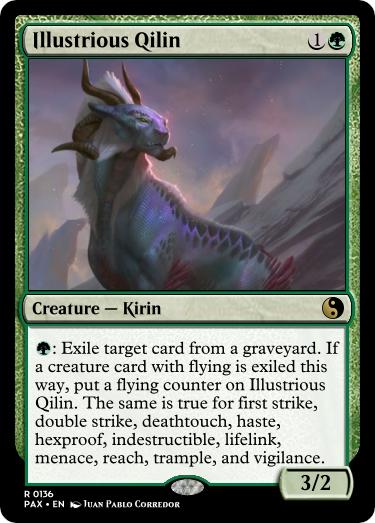 Illustrious Qilin 1
Creature — Kirin
: Exile target card from a graveyard. If
a creature card with flying is exiled this
way, put a flying counter on Illustrious
Qilin. The same is true for first strike,
double strike, deathtouch, haste,
hexproof, indestructible, lifelink,
menace, reach, trample, and vigilance.
3/2
R 0136
PAX • EN Juan Pablo Corredor